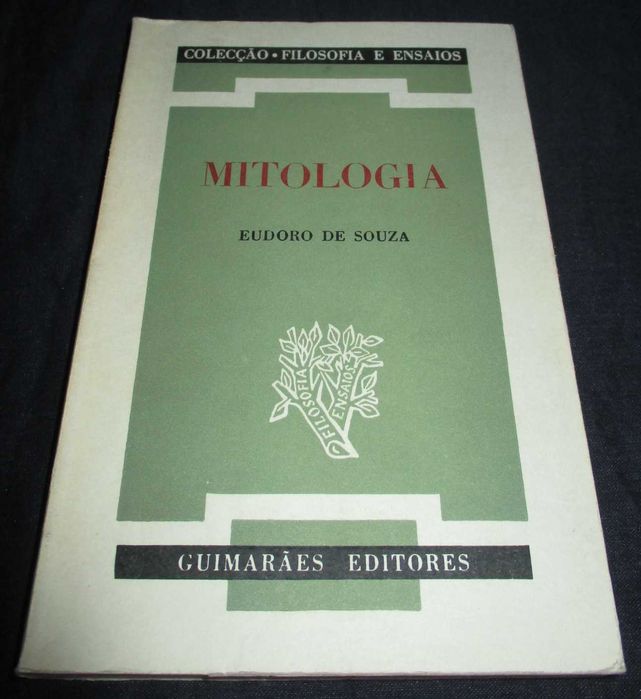 COLECÇÃO • FILOSOFIA E ENSAIOS
MITOLOGIA
EUDORO DE SOUZA
FILOSOFIA
ENSAIOS
GUIMARÃES EDITORES